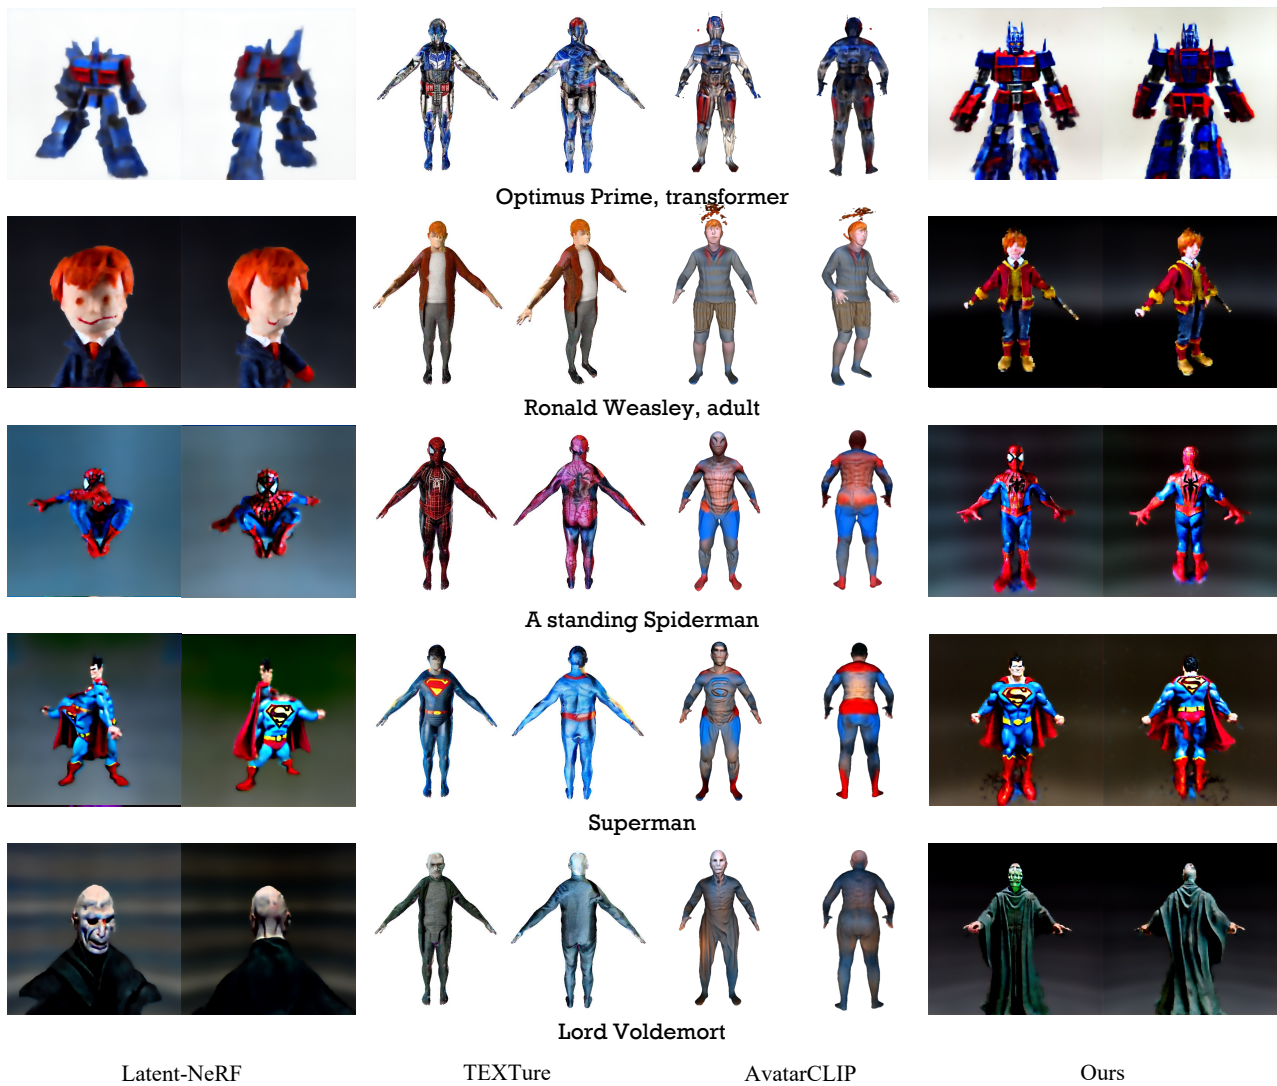 Optimus Prime, transformer
Ronald Weasley, adult
A standing Spiderman
Superman
Lord Voldemort
Latent-NeRF TEXTure AvatarCLIP Ours